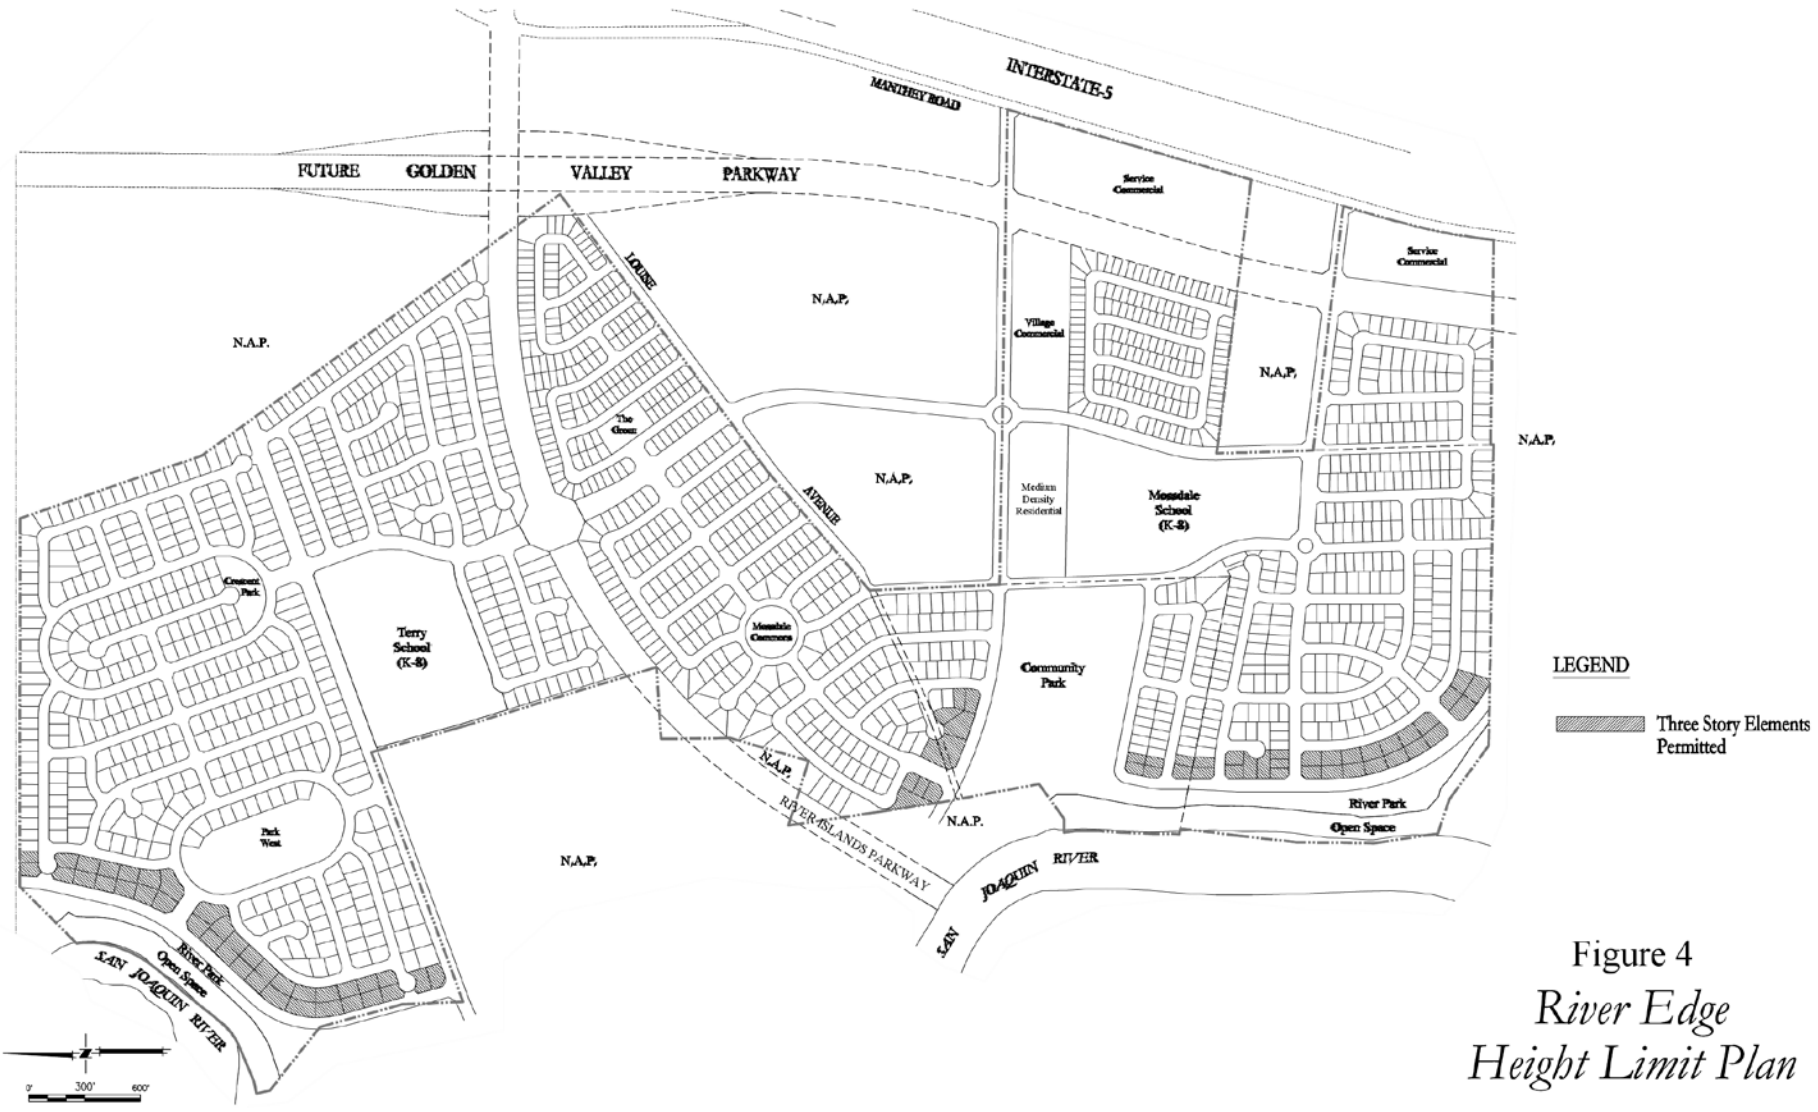 INTERSTATE-5
MANTHEY ROAD
FUTURE GOLDEN VALLEY PARKWAY
Service
Commercial
Service
Commercial
LOUISE
N.A.P.
N.A.P.
Village
Commercial
N.A.P.
The
Green
N.A.P.
N.A.P.
AVENUE
Medium
Density
Residential
Mossdale
School
(K-8)
Crescent
Park
Terry
School
(K-8)
Mossdale
Commons
Community
Park
LEGEND
Three Story Elements
Permitted
N.A.P.
RIVER ISLANDS PARKWAY
N.A.P.
River Park
Open Space
Park
West
N.A.P.
SAN JOAQUIN RIVER
River Park
Open Space
SAN JOAQUIN RIVER
Figure 4
River Edge
Height Limit Plan
Z
0' 300' 600'